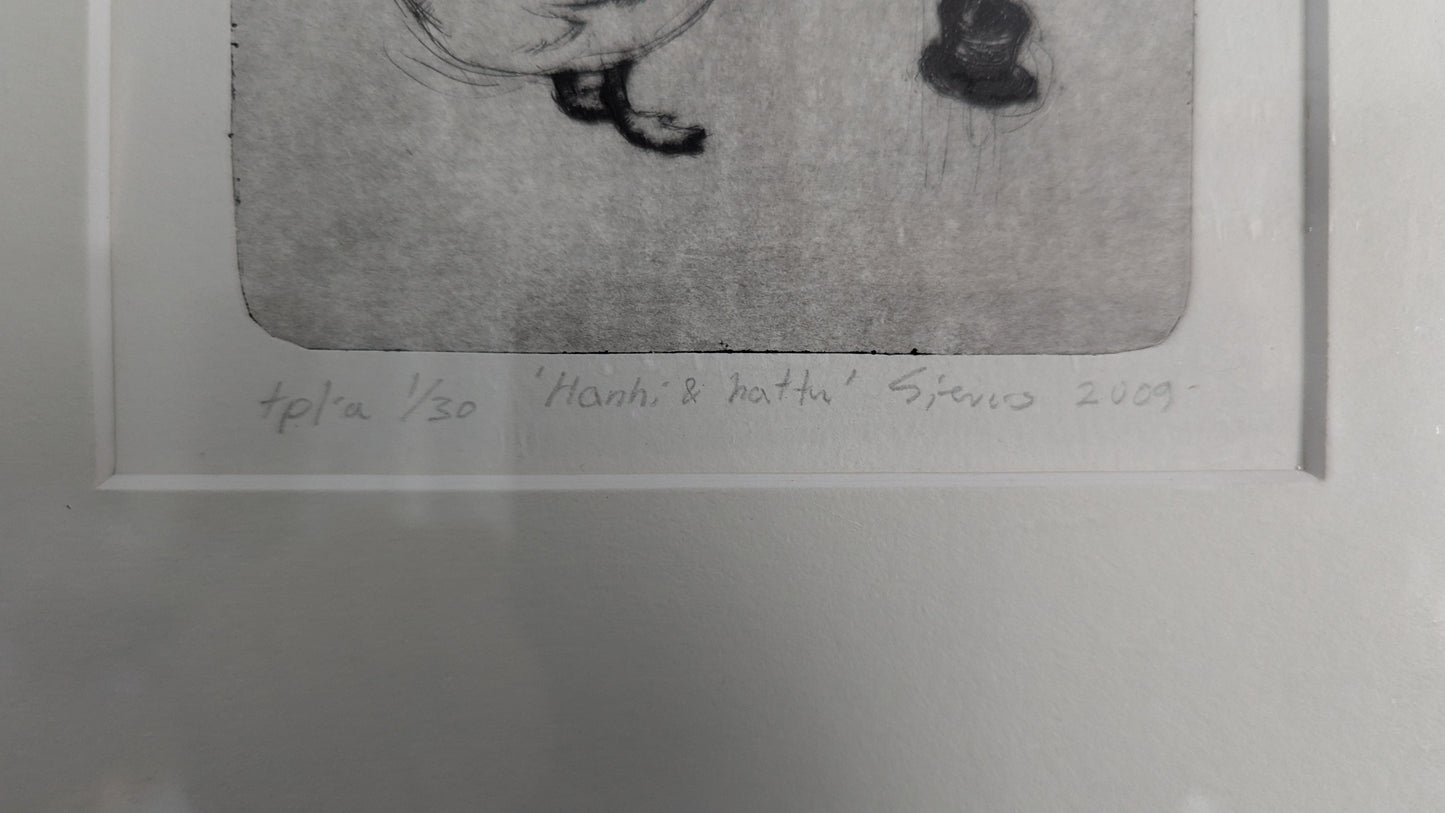 tpl-a 1/30 'Hanhi & hattu' 2009-